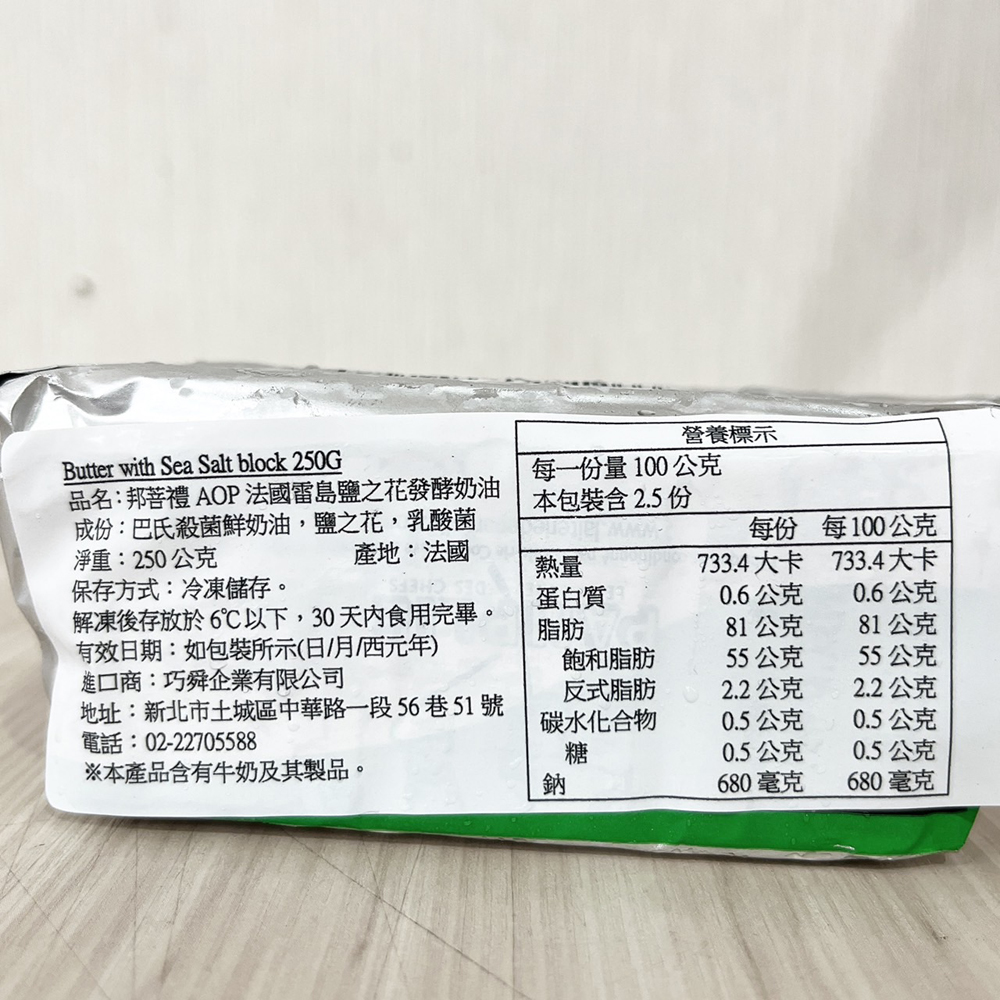 Butter with Sea Salt block 250G
品名：邦菩禮 AOP 法國雷島鹽之花發酵奶油
成份：巴氏殺菌鮮奶油，鹽之花，乳酸菌
淨重：250 公克 產地：法國
保存方式：冷凍儲存。
解凍後存放於 6℃以下，30 天內食用完畢。
有效日期：如包裝所示(日/月/西元年)
進口商：巧舜企業有限公司
地址：新北市土城區中華路一段 56 巷 51 號
電話：02-22705588
※本產品含有牛奶及其製品。
營養標示
每一份量 100 公克
本包裝含 2.5 份
每份 每 100 公克
熱量 733.4 大卡 733.4 大卡
蛋白質 0.6 公克 0.6 公克
脂肪 81 公克 81 公克
飽和脂肪 55 公克 55 公克
反式脂肪 2.2 公克 2.2 公克
碳水化合物 0.5 公克 0.5 公克
糖 0.5 公克 0.5 公克
鈉 680 毫克 680 毫克